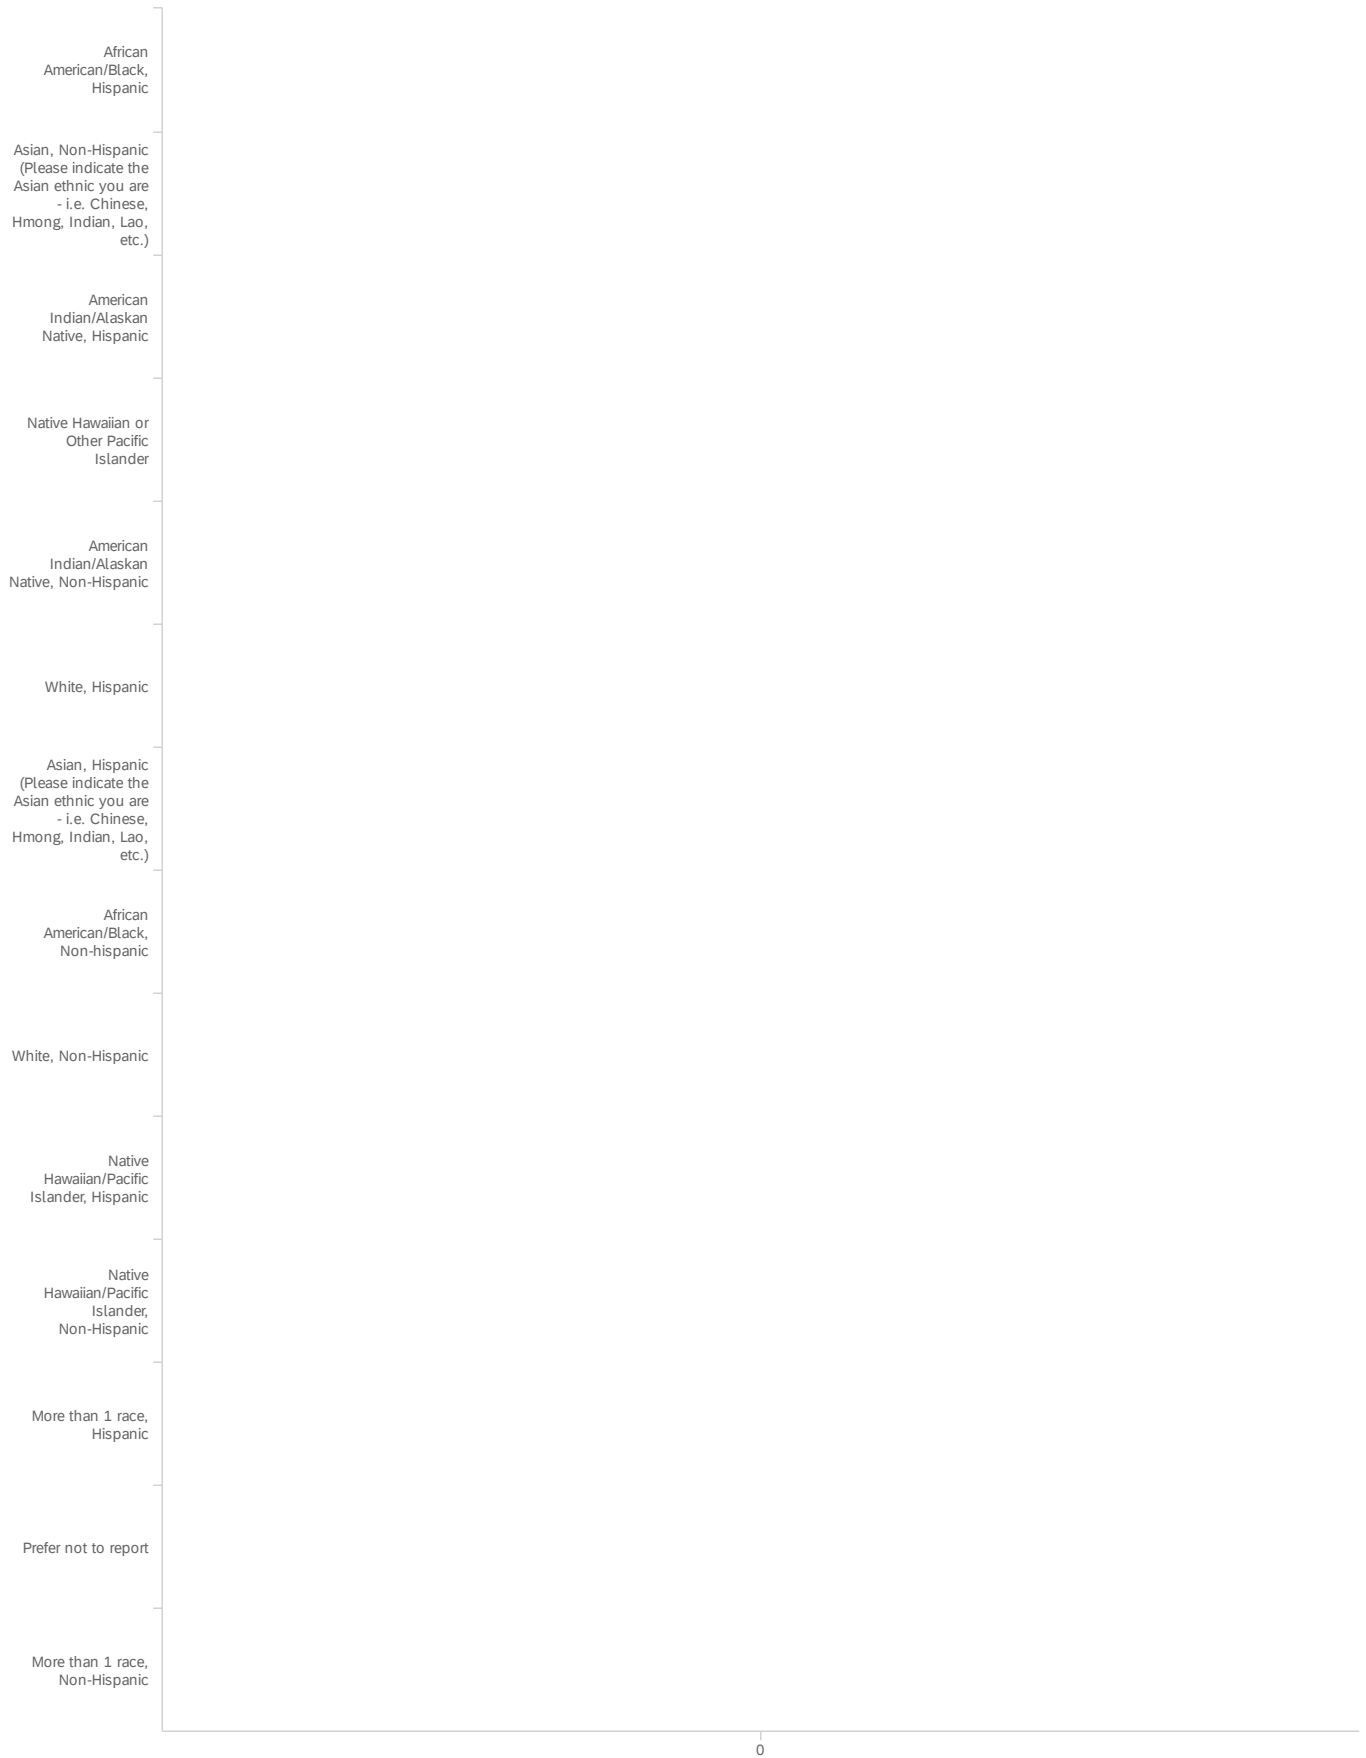 African
American/Black,
Hispanic
Asian, Non-Hispanic
(Please indicate the
Asian ethnic you are
- i.e. Chinese,
Hmong, Indian, Lao,
etc.)
American
Indian/Alaskan
Native, Hispanic
Native Hawaiian or
Other Pacific
Islander
American
Indian/Alaskan
Native, Non-Hispanic
White, Hispanic
Asian, Hispanic
(Please indicate the
Asian ethnic you are
- i.e. Chinese,
Hmong, Indian, Lao,
etc.)
African
American/Black,
Non-hispanic
White, Non-Hispanic
Native
Hawaiian/Pacific
Islander, Hispanic
Native
Hawaiian/Pacific
Islander,
Non-Hispanic
More than 1 race,
Hispanic
Prefer not to report
More than 1 race,
Non-Hispanic
0